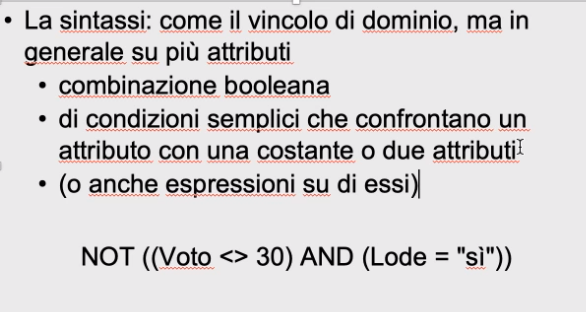 • La sintassi: come il vincolo di dominio, ma in
generale su più attributi
• combinazione booleana
• di condizioni semplici che confrontano un
attributo con una costante o due attributi
• (o anche espressioni su di essi)
NOT ((Voto <> 30) AND (Lode = "sì"))